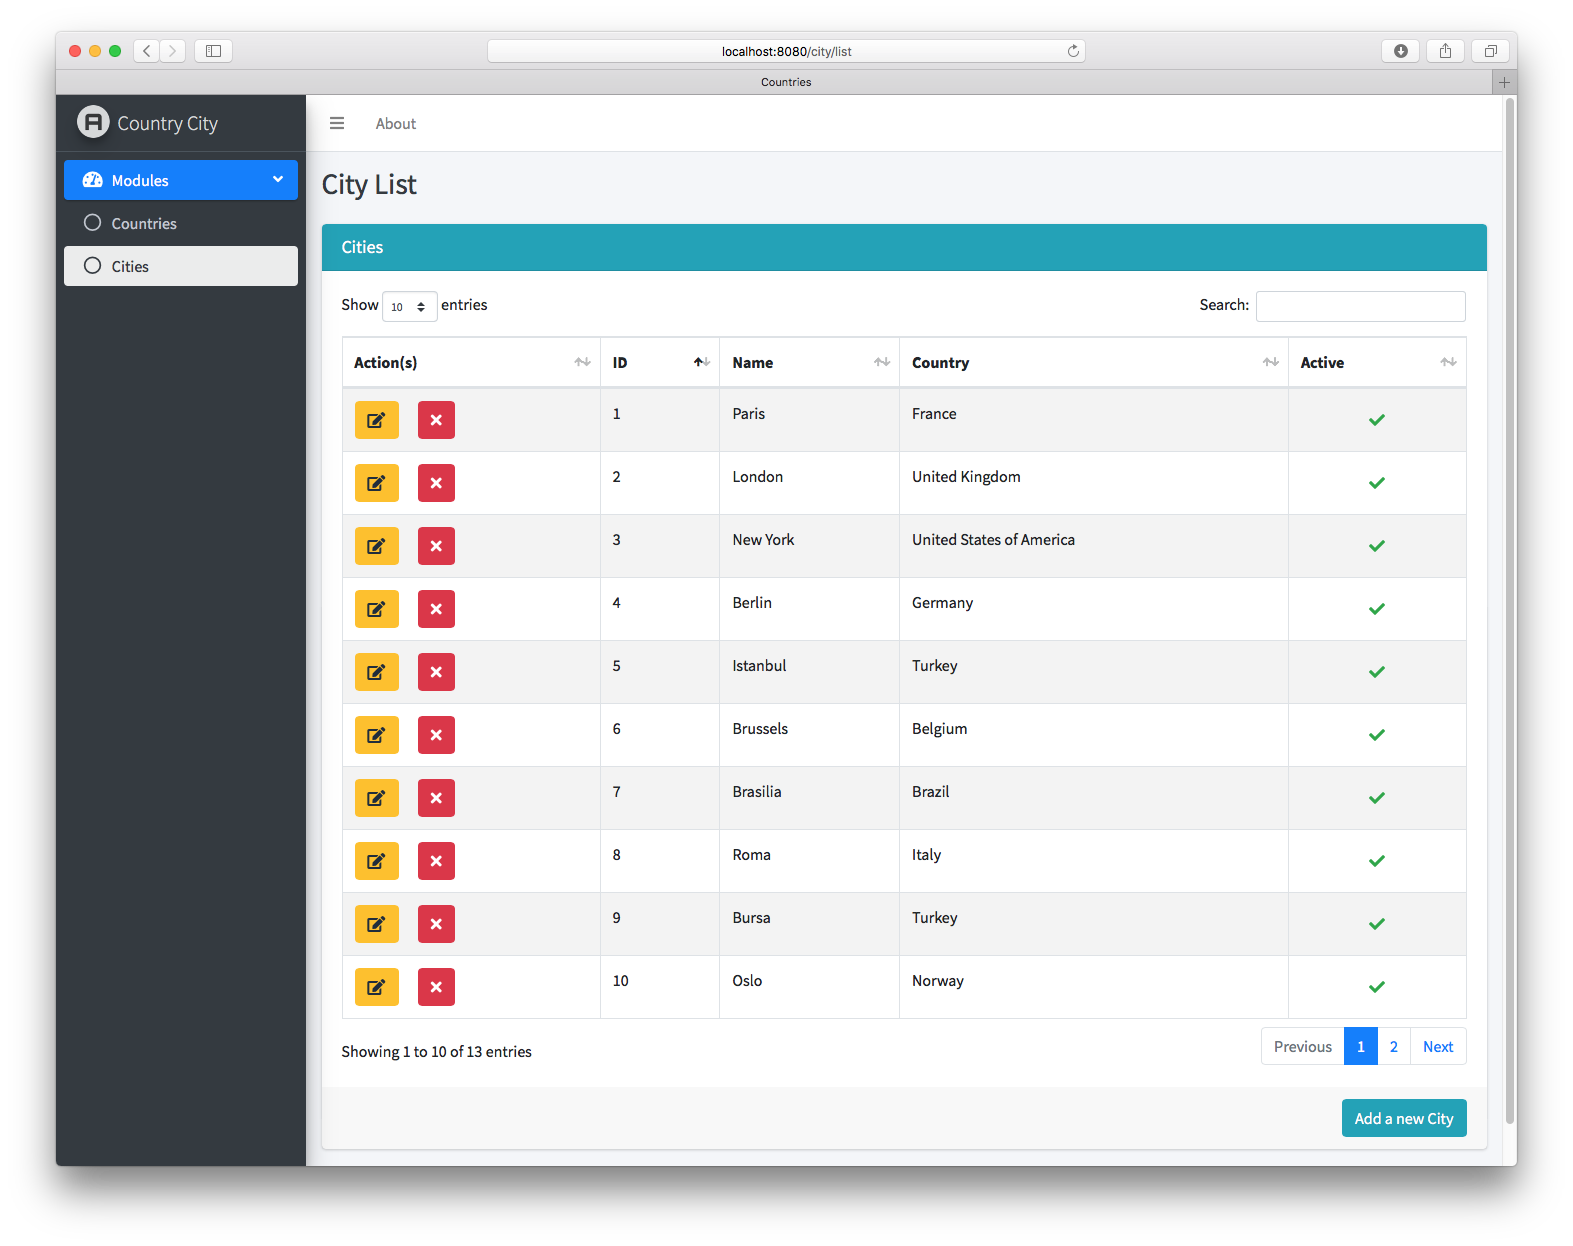 localhost:8080/city/list
Countries
Country City
About
Modules
Countries
Cities
City List
Cities
Show 10 entries Search:
Action(s) ID Name Country Active
1 Paris France
2 London United Kingdom
3 New York United States of America
4 Berlin Germany
5 Istanbul Turkey
6 Brussels Belgium
7 Brasilia Brazil
8 Roma Italy
9 Bursa Turkey
10 Oslo Norway
Showing 1 to 10 of 13 entries Previous 1 2 Next
Add a new City